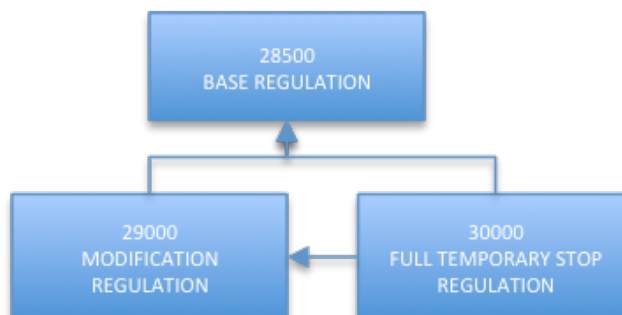 28500
BASE REGULATION
29000
MODIFICATION
REGULATION
30000
FULL TEMPORARY STOP
REGULATION